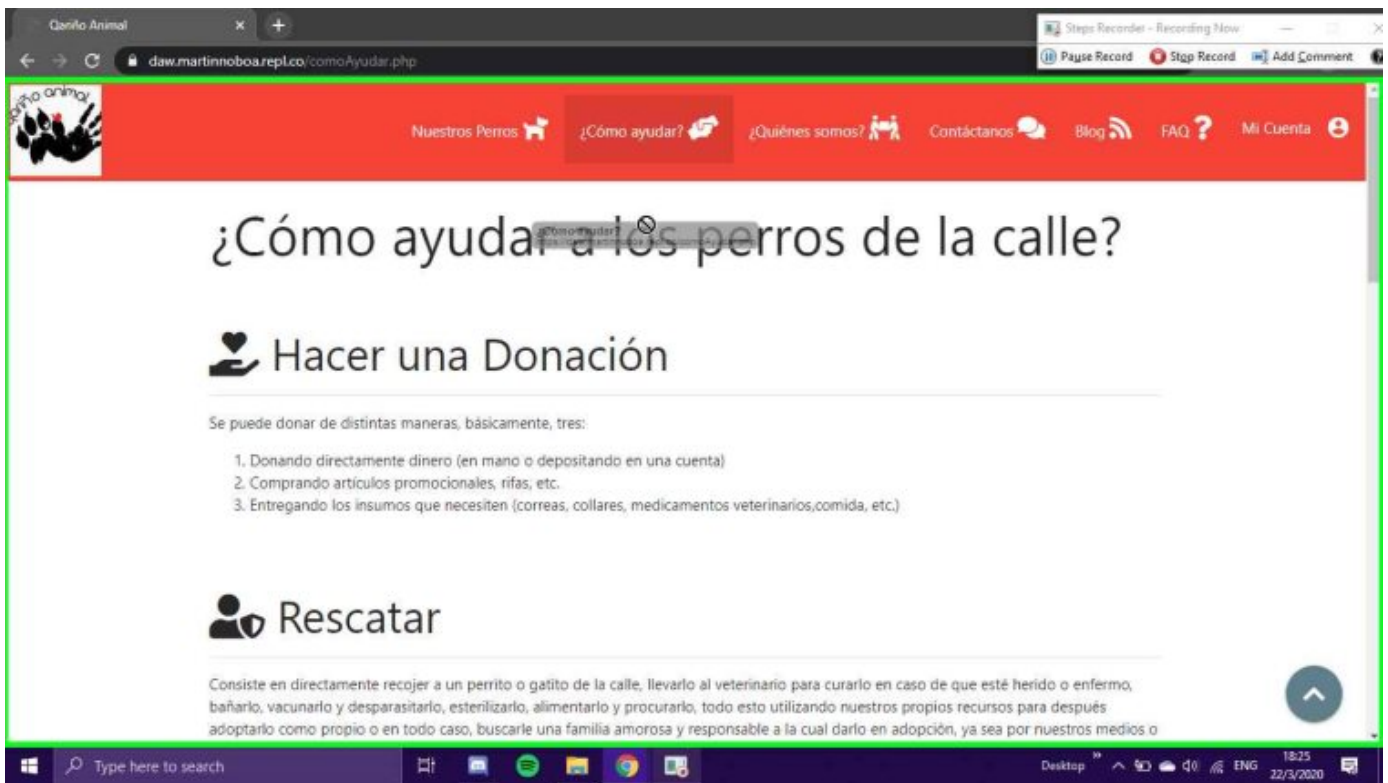 Qariño Animal
Steps Recorder - Recording Now
daw.martinnoboa.repl.co/comoAyudar.php
Pause Record Stop Record Add Comment
qariño animal
Nuestros Perros ¿Cómo ayudar? ¿Quiénes somos? Contáctanos Blog FAQ ? Mi Cuenta
¿Cómo ayudar a los perros de la calle?
¿Cómo ayudar?
Hacer una Donación
Se puede donar de distintas maneras, básicamente, tres:
1. Donando directamente dinero (en mano o depositando en una cuenta)
2. Comprando artículos promocionales, rifas, etc.
3. Entregando los insumos que necesiten (correas, collares, medicamentos veterinarios,comida, etc.)
Rescatar
Consiste en directamente recojer a un perrito o gatito de la calle, llevarlo al veterinario para curarlo en caso de que esté herido o enfermo,
bañarlo, vacunarlo y desparasitarlo, esterilizarlo, alimentarlo y procurarlo, todo esto utilizando nuestros propios recursos para después
adoptarlo como propio o en todo caso, buscarle una familia amorosa y responsable a la cual darlo en adopción, ya sea por nuestros medios o
Type here to search
Desktop ENG 18:25
22/3/2020